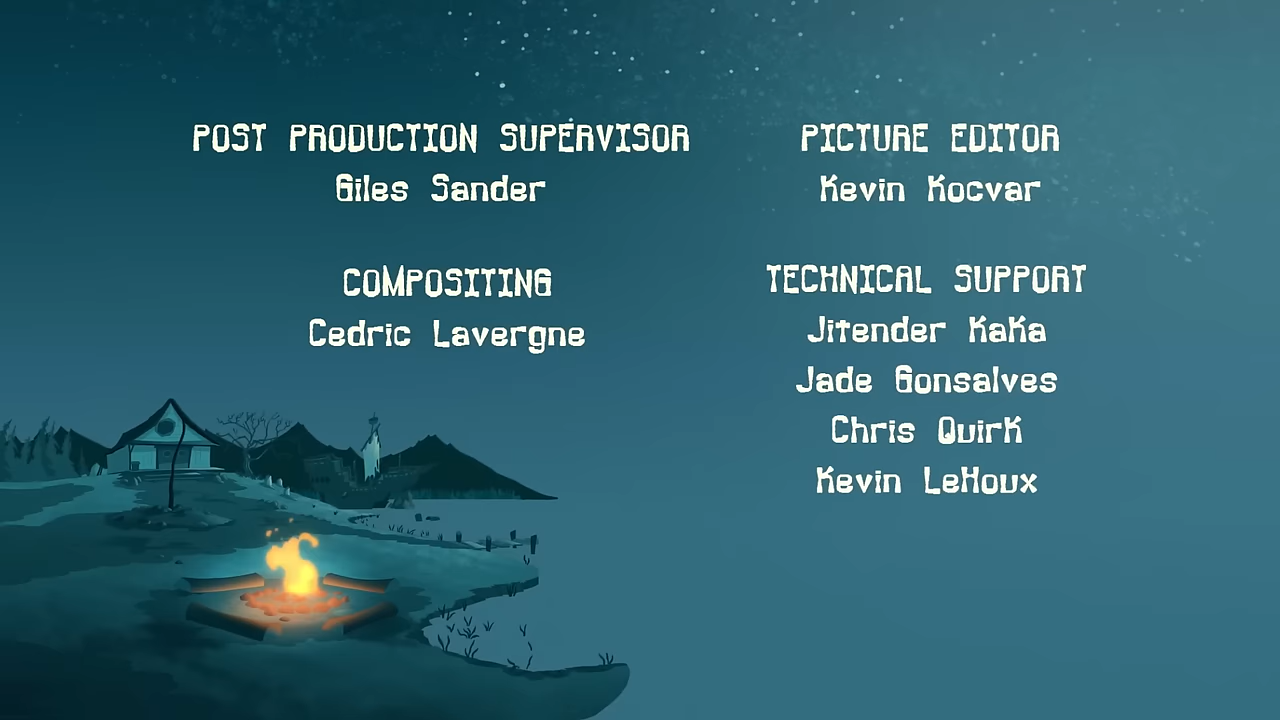 POST PRODUCTION SUPERVISOR
Giles Sander
COMPOSITING
Cedric Lavergne
PICTURE EDITOR
Kevin Kocvar
TECHNICAL SUPPORT
Jitender KaKa
Jade Gonsalves
Chris QuirK
Kevin LeHoux